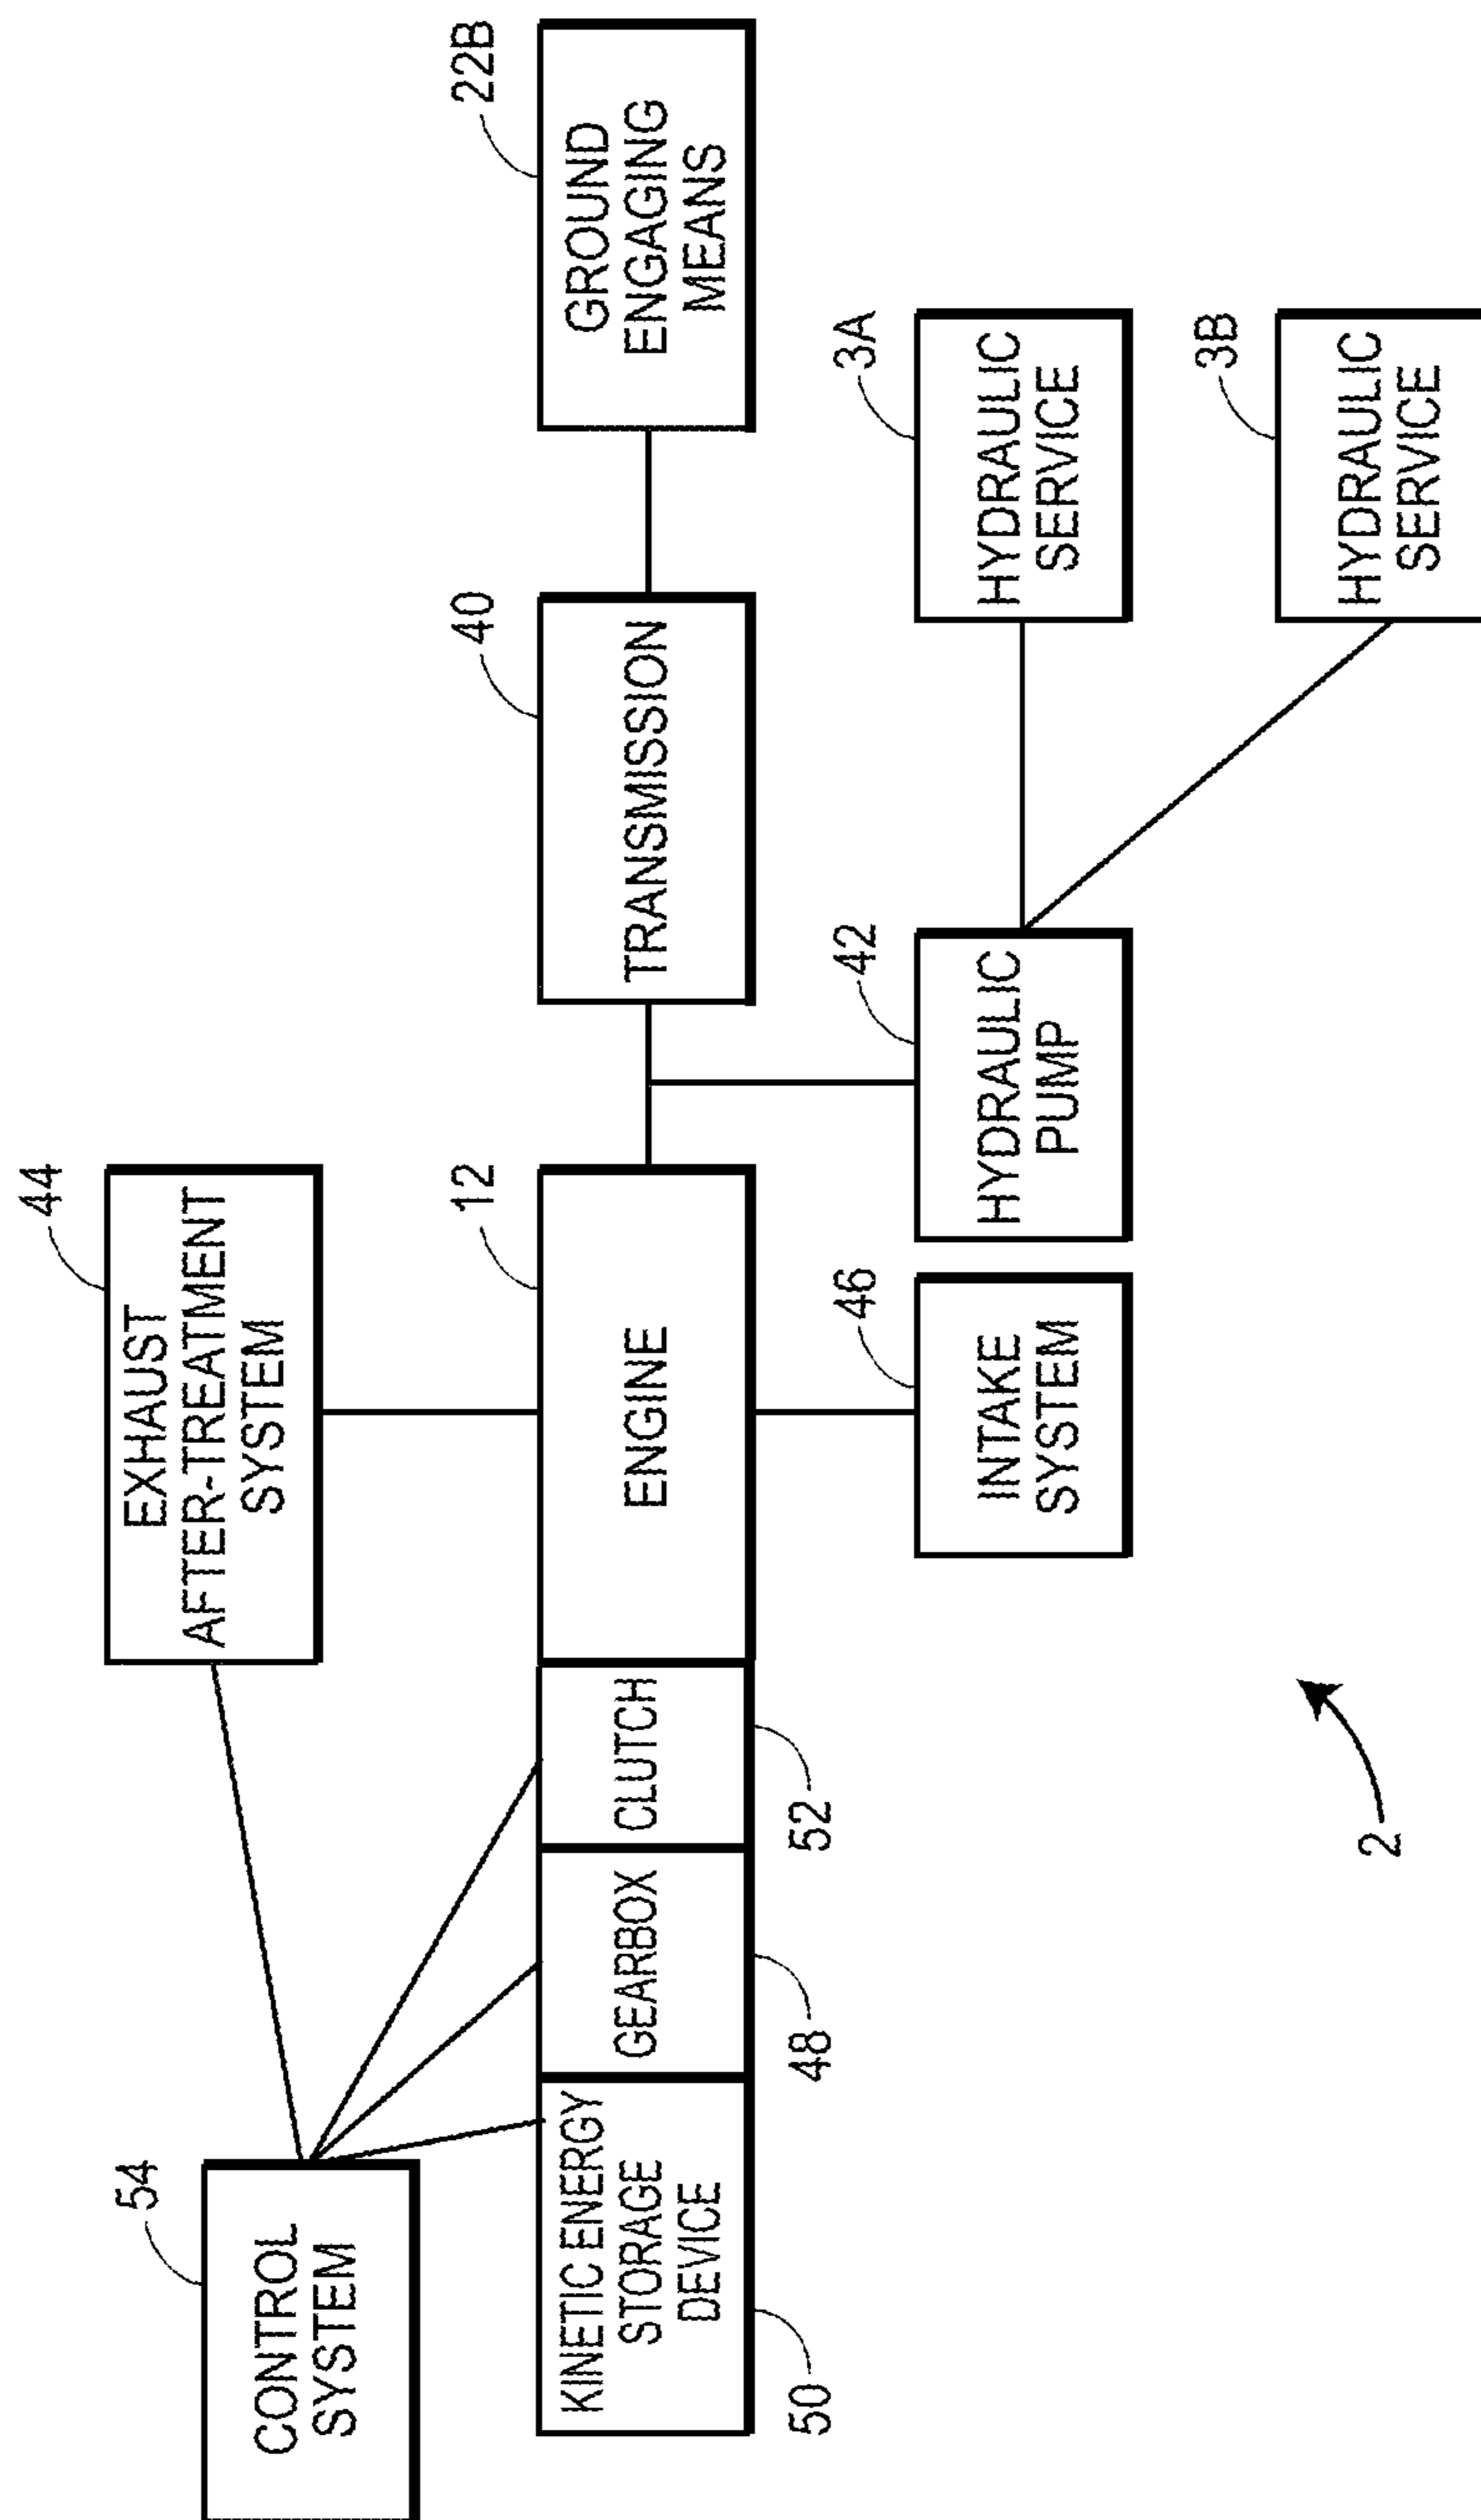 54
CONTROL
SYSTEM
44
EXHAUST
AFTER-TREATMENT
SYSTEM
KINETIC ENERGY
STORAGE
DEVICE
50
GEARBOX
48
CLUTCH
52
12
ENGINE
40
TRANSMISSION
22B
GROUND
ENGAGING
MEANS
46
INTAKE
SYSTEM
42
HYDRAULIC
PUMP
3A
HYDRAULIC
SERVICE
3B
HYDRAULIC
SERVICE
2